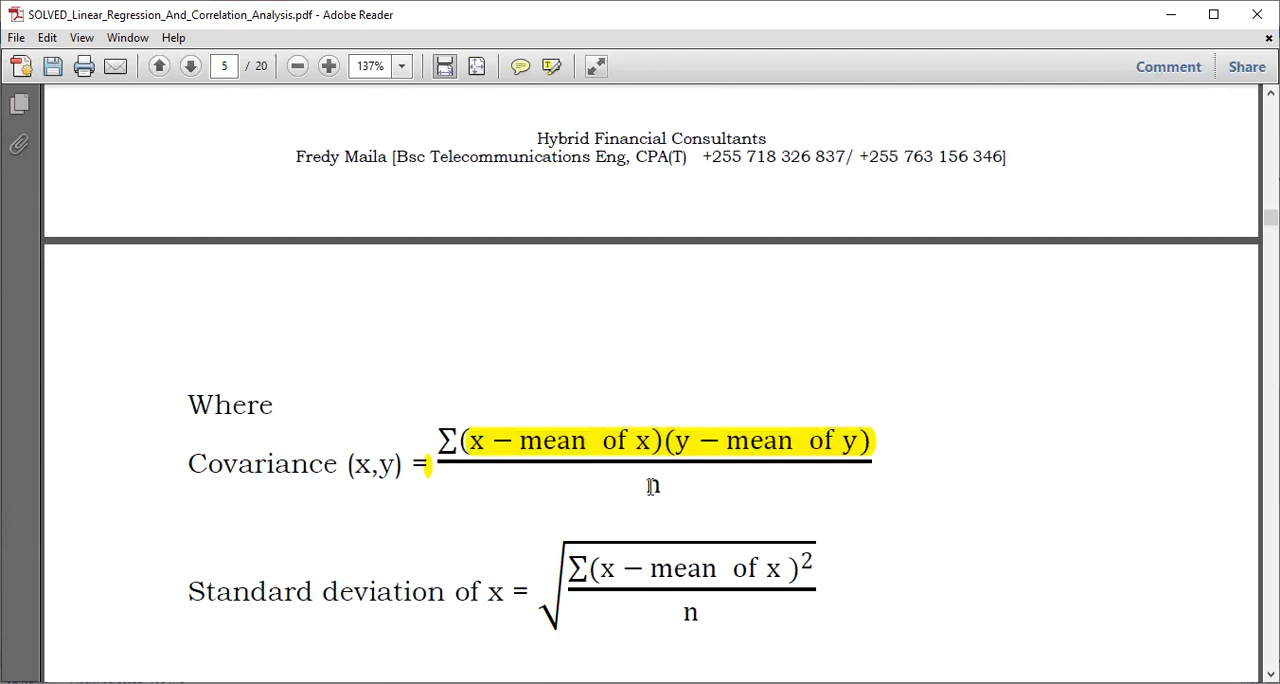 SOLVED_Linear_Regression_And_Correlation_Analysis.pdf - Adobe Reader
File Edit View Window Help
5 / 20 137% Comment Share
Hybrid Financial Consultants
Fredy Maila [Bsc Telecommunications Eng, CPA(T) +255 718 326 837/ +255 763 156 346]
Where
Covariance (x,y) = ∑(x − mean of x)(y − mean of y)
n
Standard deviation of x = √ ∑(x − mean of x )²
n